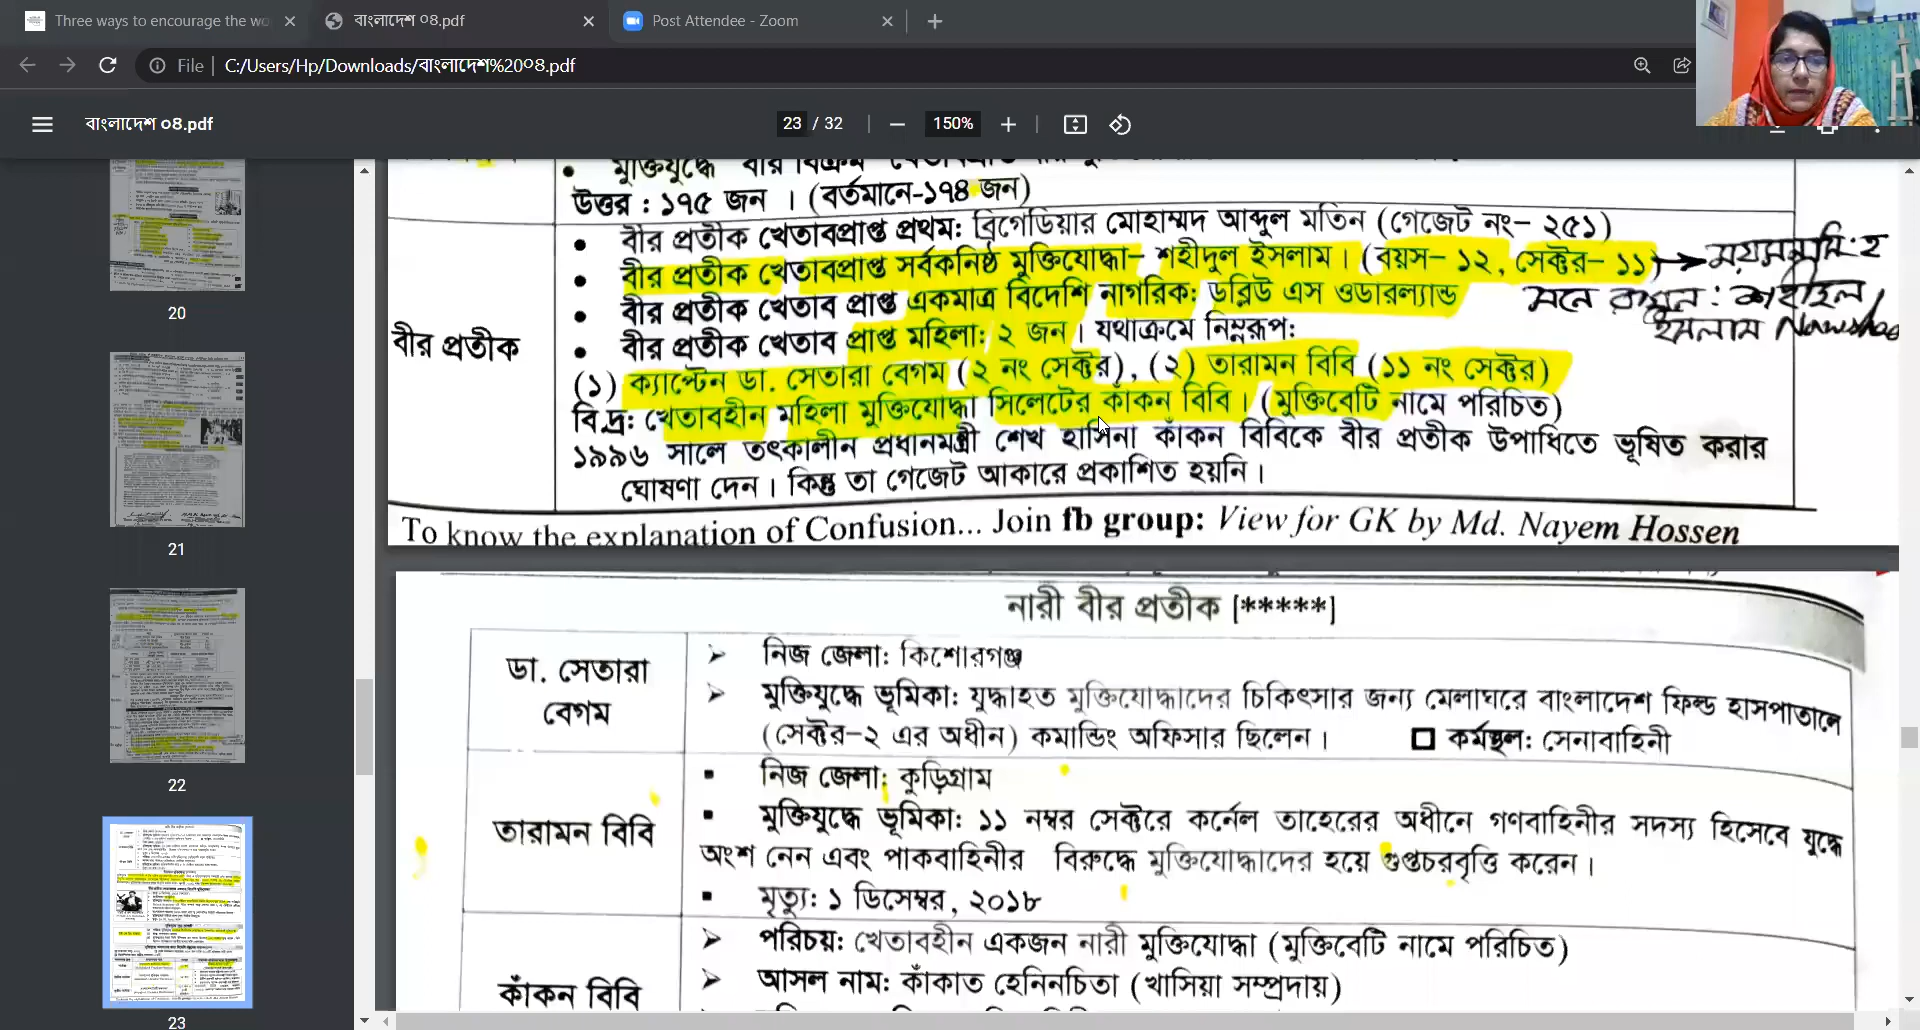 Three ways to encourage the wo
বাংলাদেশ ০৪.pdf
Post Attendee - Zoom
File
C:/Users/Hp/Downloads/বাংলাদেশ%20০৪.pdf
বাংলাদেশ ০৪.pdf
23 / 32
150%
20
21
22
23
মুক্তিযুদ্ধে বীর বিক্রম খেতাবপ্রাপ্ত
উত্তর : ১৭৫ জন । (বর্তমানে-১৭৪ জন)
বীর প্রতীক
বীর প্রতীক খেতাবপ্রাপ্ত প্রথম: ব্রিগেডিয়ার মোহাম্মদ আব্দুল মতিন (গেজেট নং- ২৫১)
বীর প্রতীক খেতাবপ্রাপ্ত সর্বকনিষ্ঠ মুক্তিযোদ্ধা- শহীদুল ইসলাম। (বয়স- ১২, সেক্টর- ১১)
বীর প্রতীক খেতাব প্রাপ্ত একমাত্র বিদেশি নাগরিক: ডব্লিউ এস ওডারল্যান্ড
মনে রাখুন: শহীদুল
বীর প্রতীক খেতাব প্রাপ্ত মহিলা: ২ জন। যথাক্রমে নিম্নরূপ:
ইসলাম
(১) ক্যাপ্টেন ডা. সেতারা বেগম (২ নং সেক্টর), (২) তারামন বিবি (১১ নং সেক্টর)
বি.দ্র: খেতাবহীন মহিলা মুক্তিযোদ্ধা সিলেটের কাঁকন বিবি। (মুক্তিবেটি নামে পরিচিত)
১৯৯৬ সালে তৎকালীন প্রধানমন্ত্রী শেখ হাসিনা কাঁকন বিবিকে বীর প্রতীক উপাধিতে ভূষিত করার
ঘোষণা দেন। কিন্তু তা গেজেট আকারে প্রকাশিত হয়নি।
To know the explanation of Confusion... Join fb group: View for GK by Md. Nayem Hossen
নারী বীর প্রতীক [*****]
ডা. সেতারা
বেগম
নিজ জেলা: কিশোরগঞ্জ
মুক্তিযুদ্ধে ভূমিকা: যুদ্ধাহত মুক্তিযোদ্ধাদের চিকিৎসার জন্য মেলাঘরে বাংলাদেশ ফিল্ড হাসপাতালে
(সেক্টর-২ এর অধীন) কমান্ডিং অফিসার ছিলেন। কর্মস্থল: সেনাবাহিনী
তারামন বিবি
নিজ জেলা: কুড়িগ্রাম
মুক্তিযুদ্ধে ভূমিকা: ১১ নম্বর সেক্টরে কর্নেল তাহেরের অধীনে গণবাহিনীর সদস্য হিসেবে যুদ্ধে
অংশ নেন এবং পাকবাহিনীর বিরুদ্ধে মুক্তিযোদ্ধাদের হয়ে গুপ্তচরবৃত্তি করেন।
মৃত্যু: ১ ডিসেম্বর, ২০১৮
কাঁকন বিবি
পরিচয়: খেতাবহীন একজন নারী মুক্তিযোদ্ধা (মুক্তিবেটি নামে পরিচিত)
আসল নাম: কাঁকাত হেনিনচিতা (খাসিয়া সম্প্রদায়)